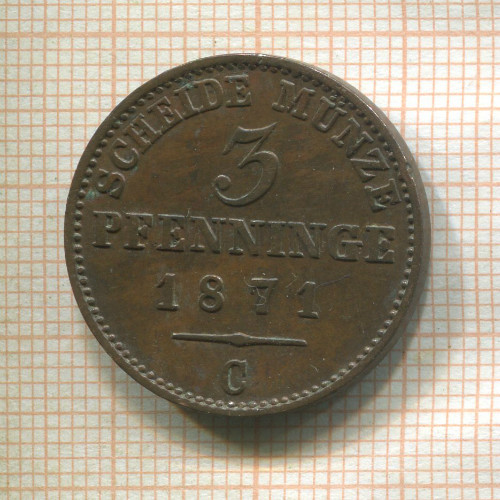 SCHEIDE MÜNZE
3
PFENNINGE
1871
C